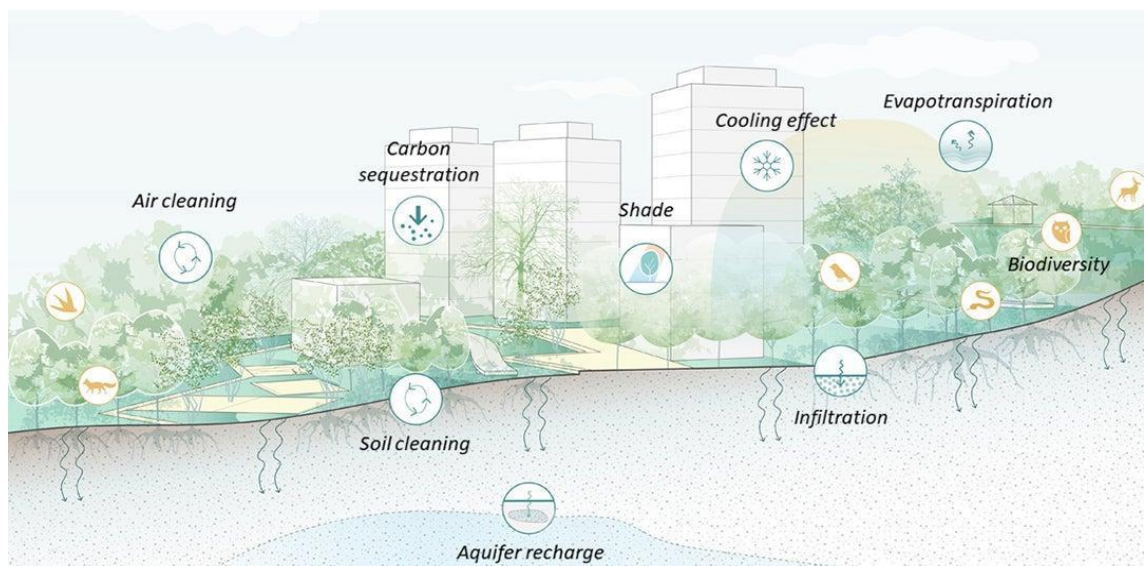 Evapotranspiration
Cooling effect
Carbon
sequestration
Air cleaning
Shade
Biodiversity
Infiltration
Soil cleaning
Aquifer recharge